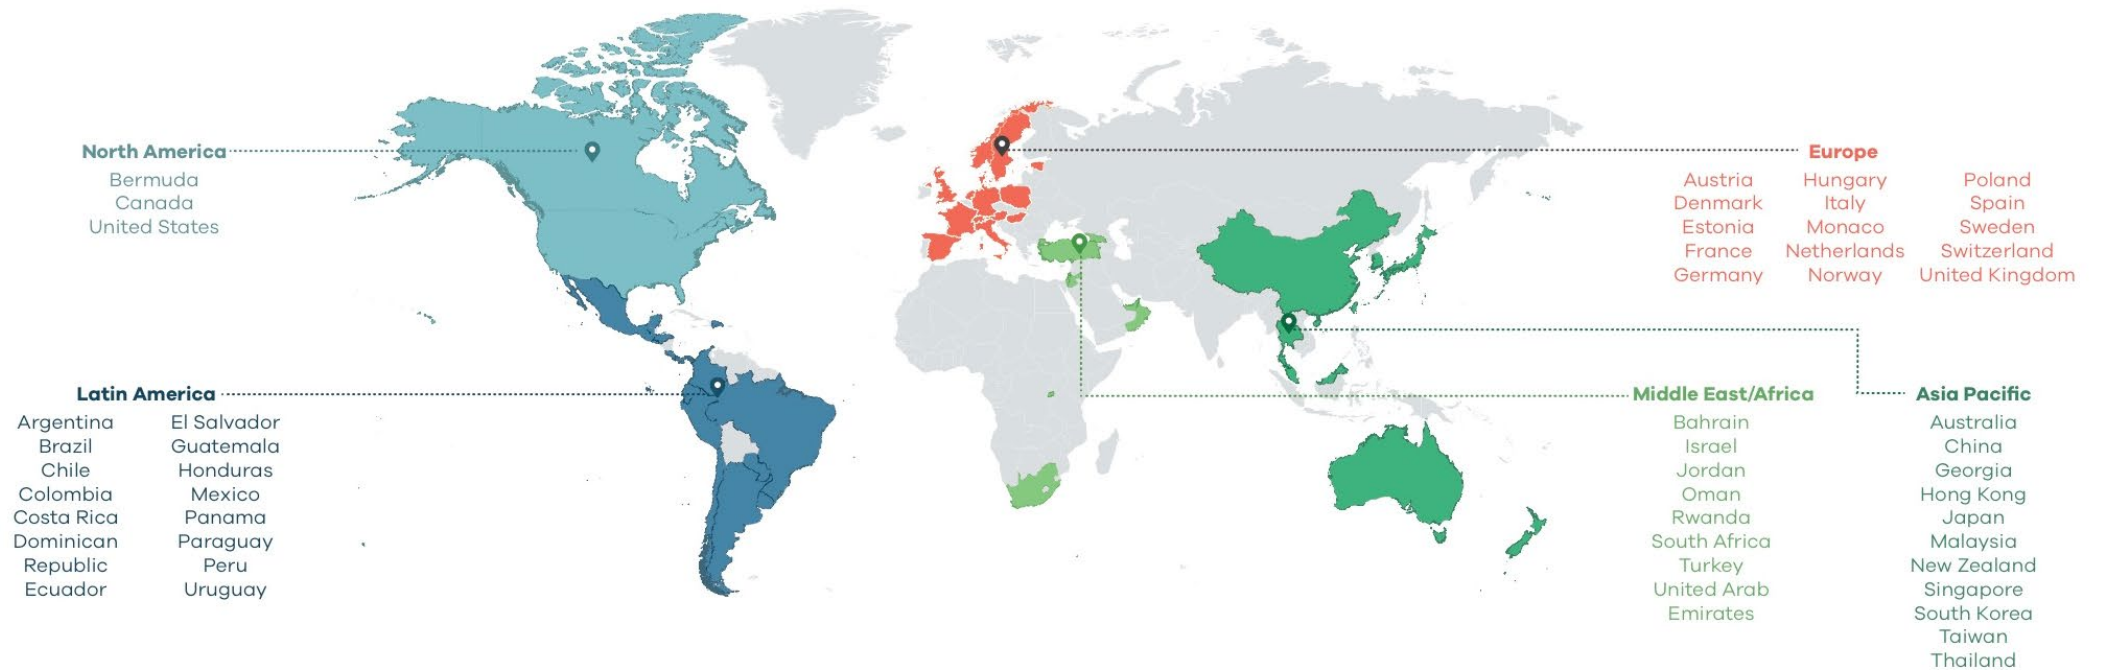 North America
Bermuda
Canada
United States
Latin America
Argentina
Brazil
Chile
Colombia
Costa Rica
Dominican
Republic
Ecuador
El Salvador
Guatemala
Honduras
Mexico
Panama
Paraguay
Peru
Uruguay
Europe
Austria
Denmark
Estonia
France
Germany
Hungary
Italy
Monaco
Netherlands
Norway
Poland
Spain
Sweden
Switzerland
United Kingdom
Middle East/Africa
Bahrain
Israel
Jordan
Oman
Rwanda
South Africa
Turkey
United Arab
Emirates
Asia Pacific
Australia
China
Georgia
Hong Kong
Japan
Malaysia
New Zealand
Singapore
South Korea
Taiwan
Thailand